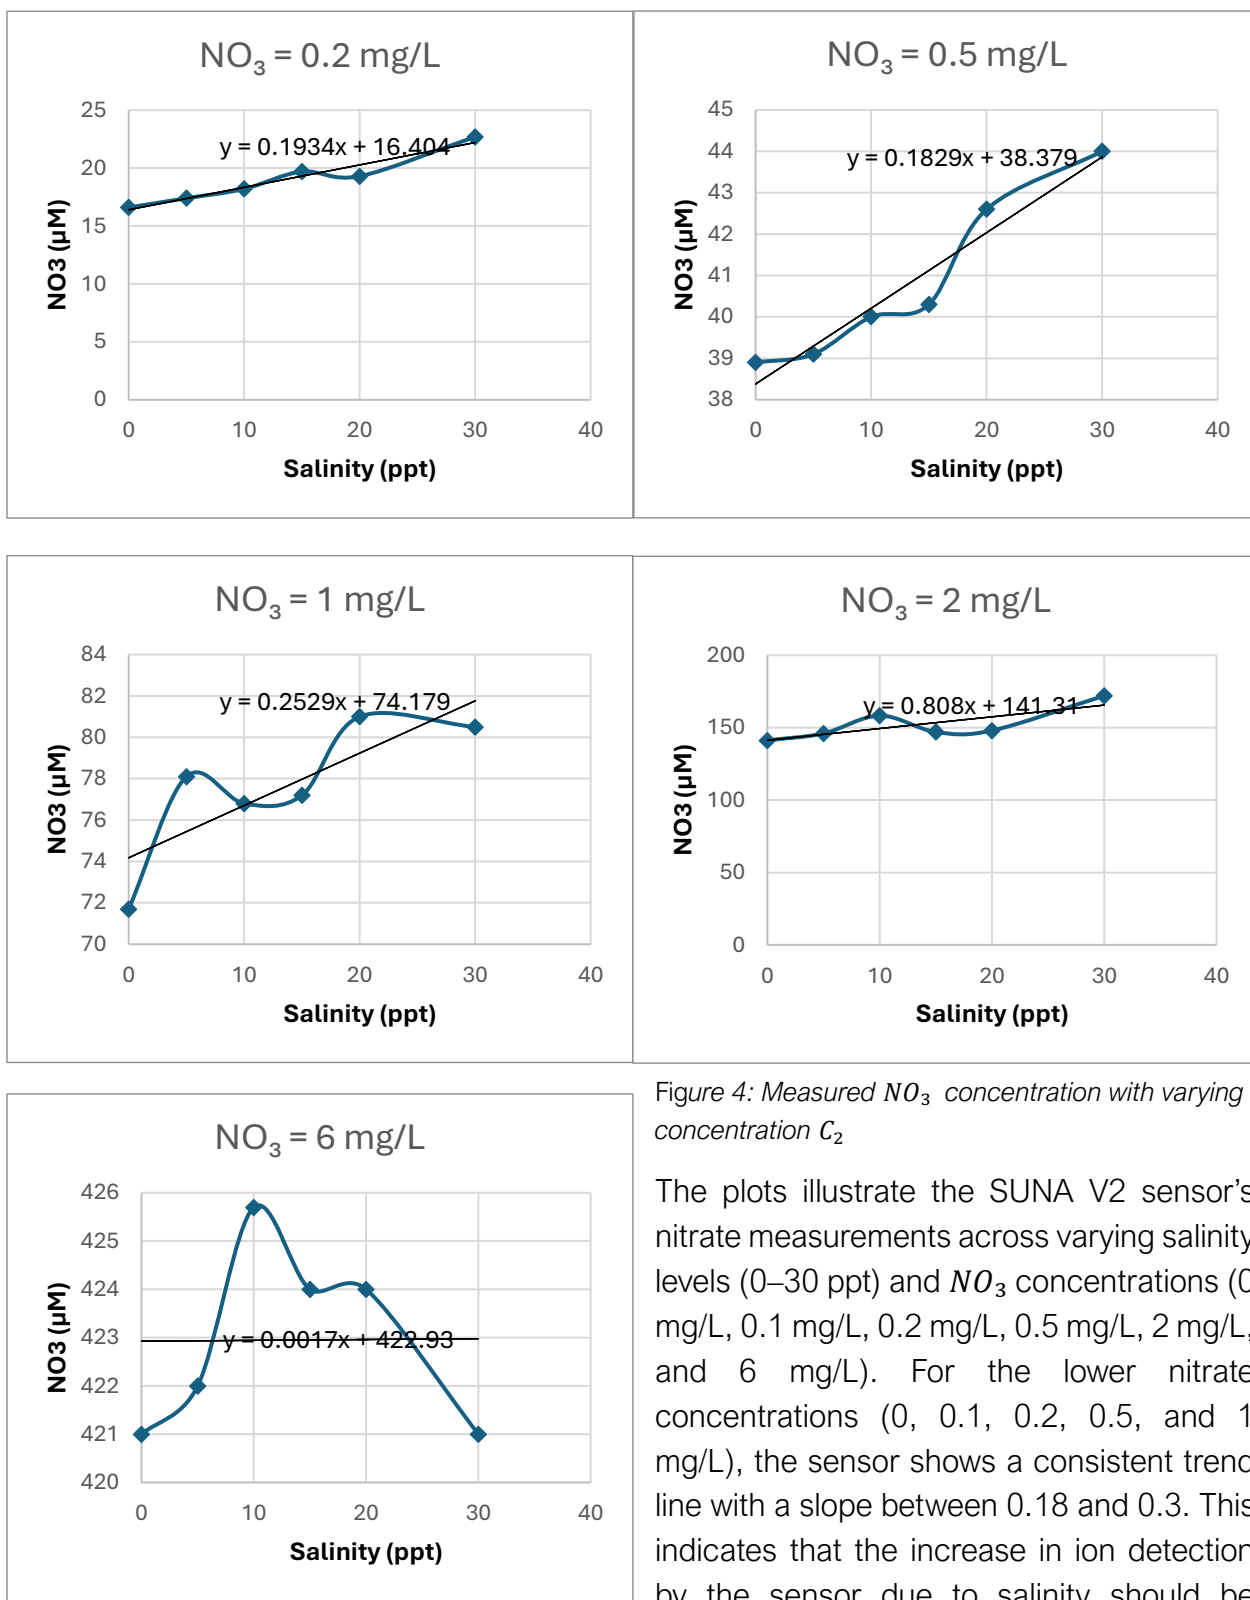 NO₃ = 0.2 mg/L
25
20
15
10
5
0
y = 0.1934x + 16.404
NO3 (µM)
0 10 20 30 40
Salinity (ppt)
NO₃ = 0.5 mg/L
45
44
43
42
41
40
39
38
y = 0.1829x + 38.379
NO3 (µM)
0 10 20 30 40
Salinity (ppt)
NO₃ = 1 mg/L
84
82
80
78
76
74
72
70
y = 0.2529x + 74.179
NO3 (µM)
0 10 20 30 40
Salinity (ppt)
NO₃ = 2 mg/L
200
150
100
50
0
y = 0.808x + 141.31
NO3 (µM)
0 10 20 30 40
Salinity (ppt)
NO₃ = 6 mg/L
426
425
424
423
422
421
420
y = 0.0017x + 422.93
NO3 (µM)
0 10 20 30 40
Salinity (ppt)
Figure 4: Measured NO₃ concentration with varying
concentration C₂
The plots illustrate the SUNA V2 sensor’s
nitrate measurements across varying salinity
levels (0–30 ppt) and NO₃ concentrations (0
mg/L, 0.1 mg/L, 0.2 mg/L, 0.5 mg/L, 2 mg/L,
and 6 mg/L). For the lower nitrate
concentrations (0, 0.1, 0.2, 0.5, and 1
mg/L), the sensor shows a consistent trend
line with a slope between 0.18 and 0.3. This
indicates that the increase in ion detection
by the sensor due to salinity should be